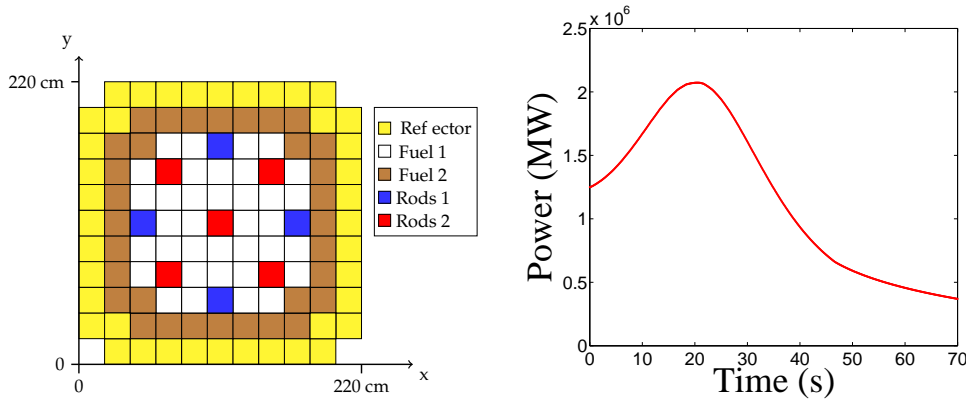 y
220 cm
0
0
220 cm
x
Ref ector
Fuel 1
Fuel 2
Rods 1
Rods 2
x 10^6
2.5
2
1.5
1
0.5
0
0 10 20 30 40 50 60 70
Power (MW)
Time (s)